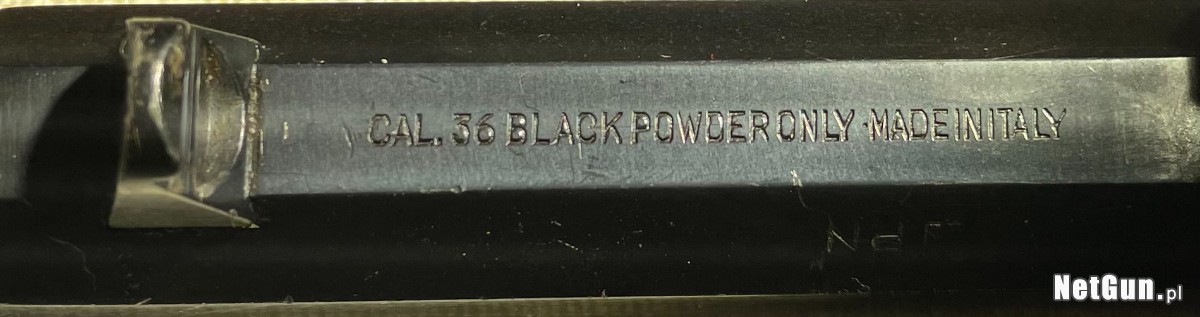 CAL. 36 BLACK POWDER ONLY - MADE IN ITALY
NetGun.pl